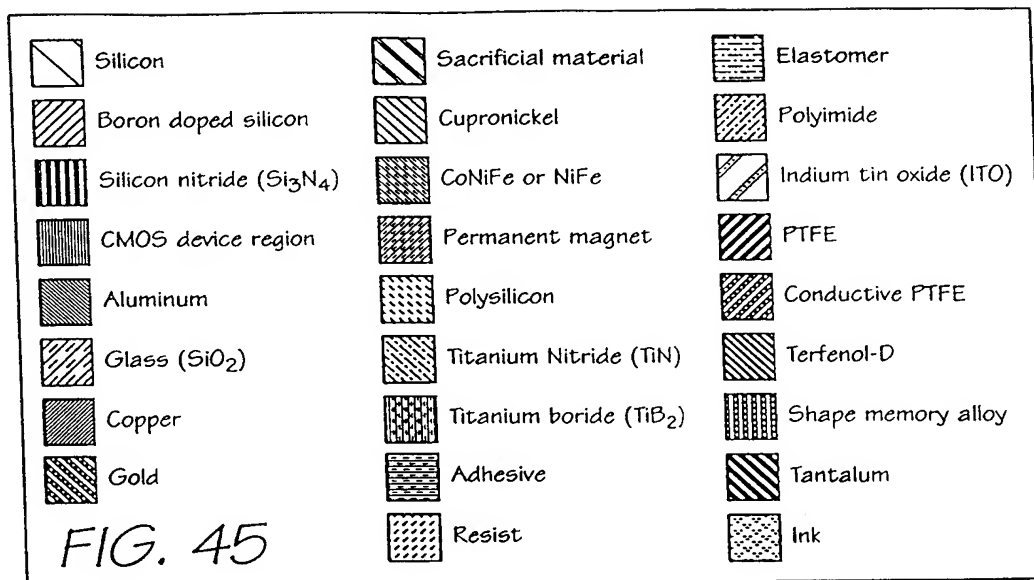 Silicon
Boron doped silicon
Silicon nitride (Si₃N₄)
CMOS device region
Aluminum
Glass (SiO₂)
Copper
Gold
FIG. 45
Sacrificial material
Cupronickel
CoNiFe or NiFe
Permanent magnet
Polysilicon
Titanium Nitride (TiN)
Titanium boride (TiB₂)
Adhesive
Resist
Elastomer
Polyimide
Indium tin oxide (ITO)
PTFE
Conductive PTFE
Terfenol-D
Shape memory alloy
Tantalum
Ink